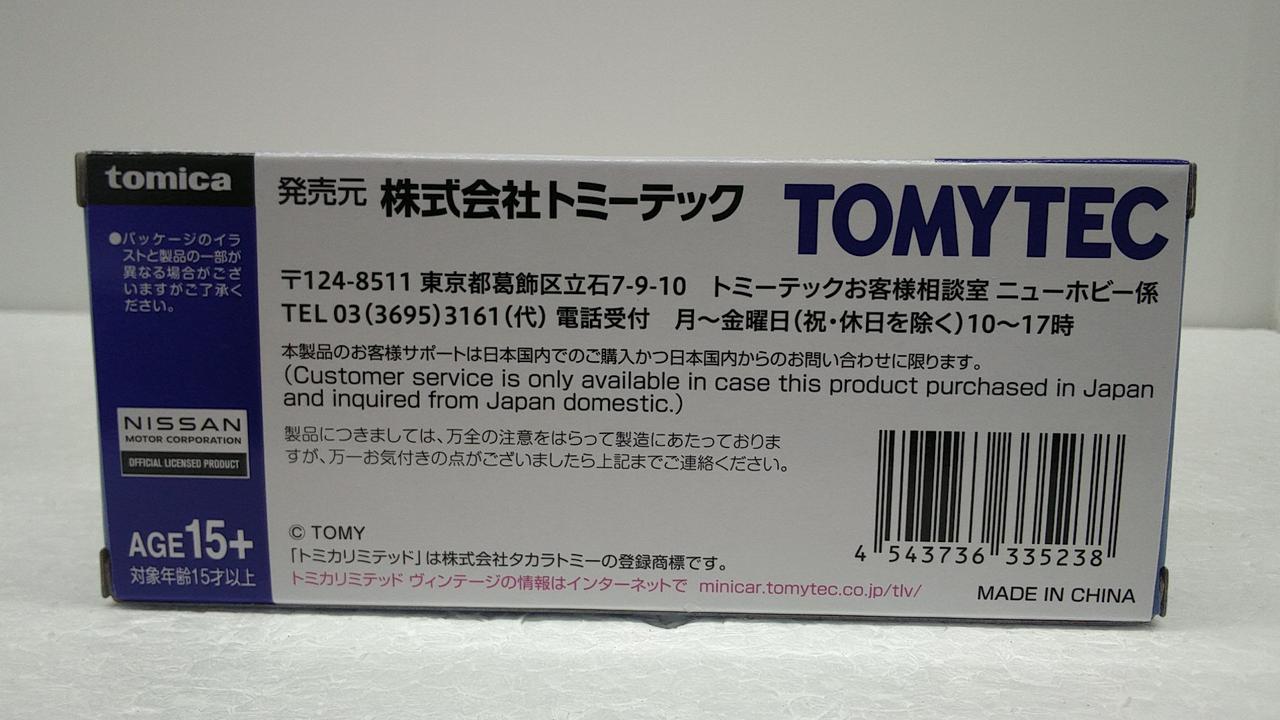 tomica
●パッケージのイラ
ストと製品の一部が
異なる場合がござ
いますがご了承く
ださい。
NISSAN
MOTOR CORPORATION
OFFICIAL LICENSED PRODUCT
AGE15+
対象年齢15才以上
発売元 株式会社トミーテック
TOMYTEC
〒124-8511 東京都葛飾区立石7-9-10 トミーテックお客様相談室 ニューホビー係
TEL 03(3695)3161(代) 電話受付 月～金曜日(祝・休日を除く)10～17時
本製品のお客様サポートは日本国内でのご購入かつ日本国内からのお問い合わせに限ります。
(Customer service is only available in case this product purchased in Japan
and inquired from Japan domestic.)
製品につきましては、万全の注意をはらって製造にあたっておりま
すが、万一お気付きの点がございましたら上記までご連絡ください。
4 543736 335238
© TOMY
「トミカリミテッド」は株式会社タカラトミーの登録商標です。
トミカリミテッド ヴィンテージの情報はインターネットで minicar.tomytec.co.jp/tlv/
MADE IN CHINA